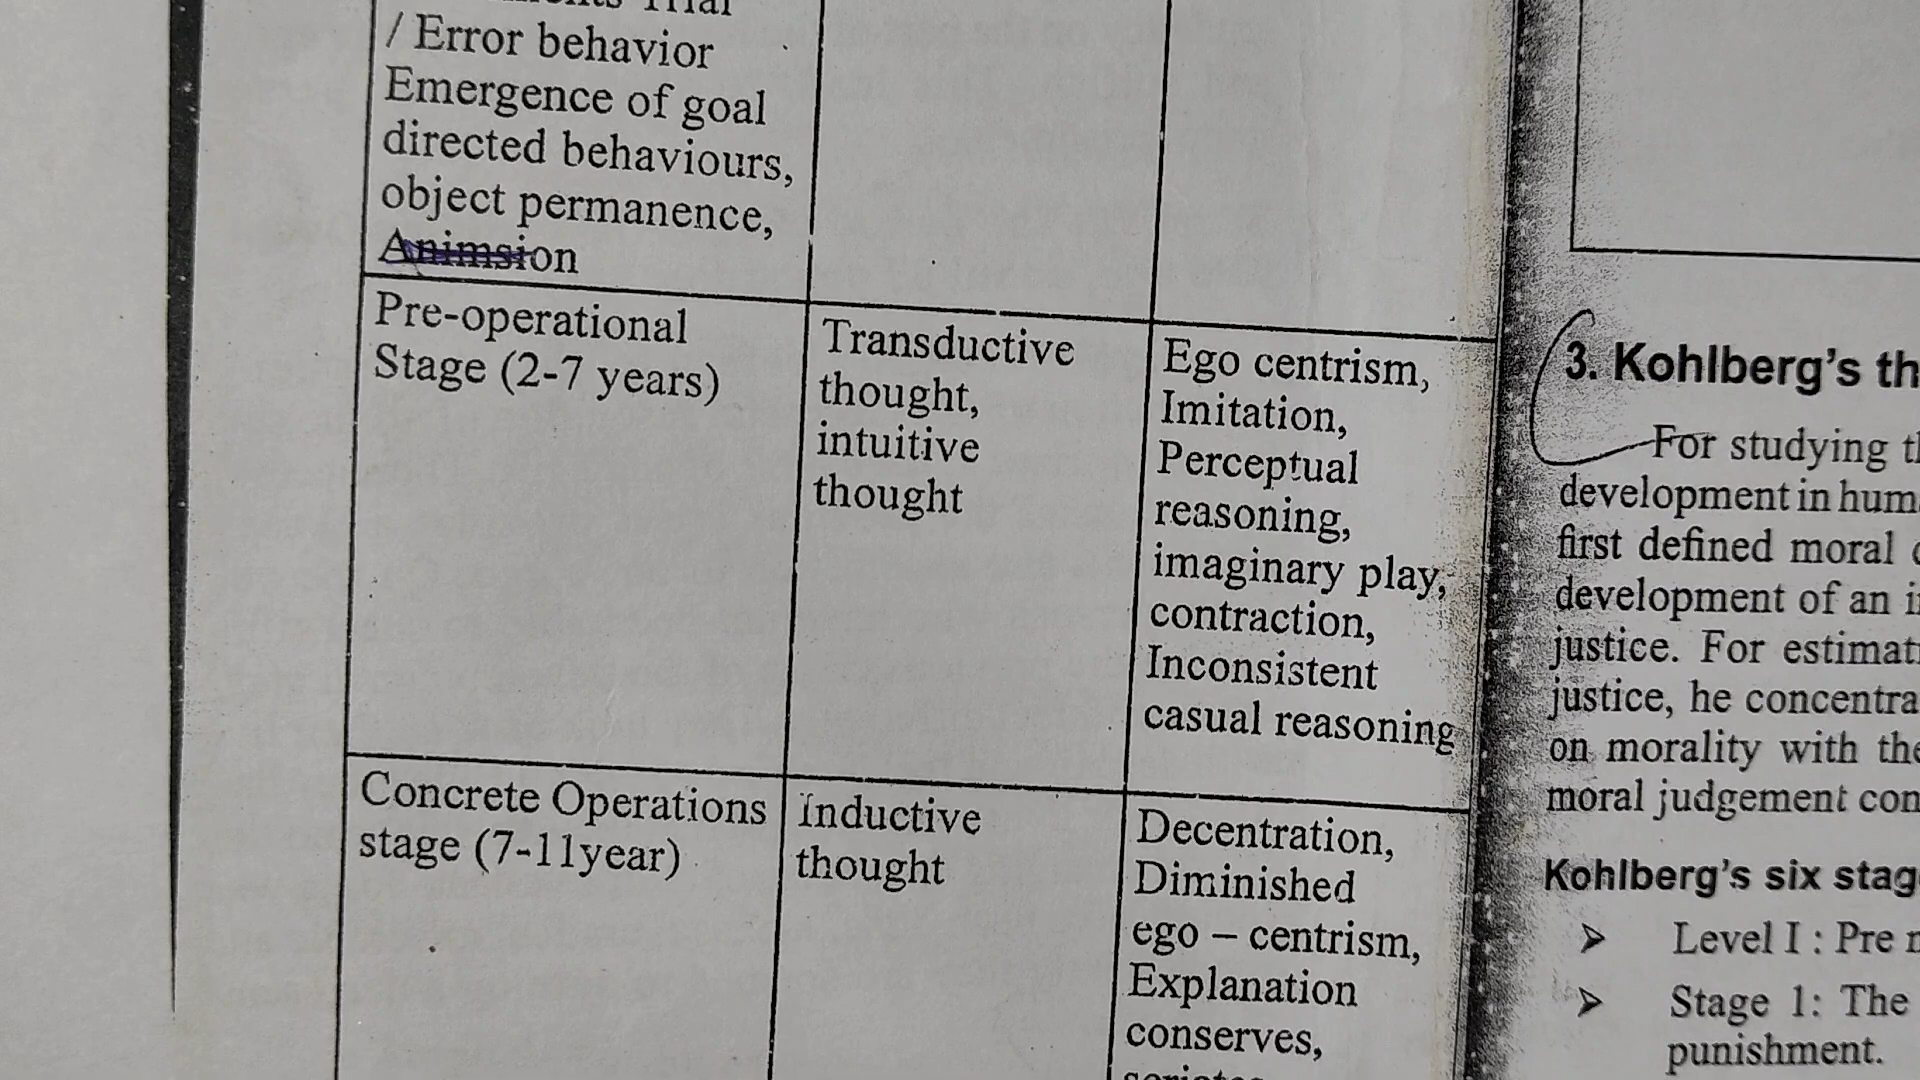 / Error behavior
Emergence of goal
directed behaviours,
object permanence,
Animsion
Pre-operational
Stage (2-7 years)
Transductive
thought,
intuitive
thought
Ego centrism,
Imitation,
Perceptual
reasoning,
imaginary play,
contraction,
Inconsistent
casual reasoning
Concrete Operations
stage (7-11year)
Inductive
thought
Decentration,
Diminished
ego – centrism,
Explanation
conserves,
3. Kohlberg's th
For studying
development in hum
first defined moral
development of an
justice. For estimat
justice, he concentra
on morality with the
moral judgement con
Kohlberg's six stag
➢ Level I : Pre
➢ Stage 1: The
punishment.